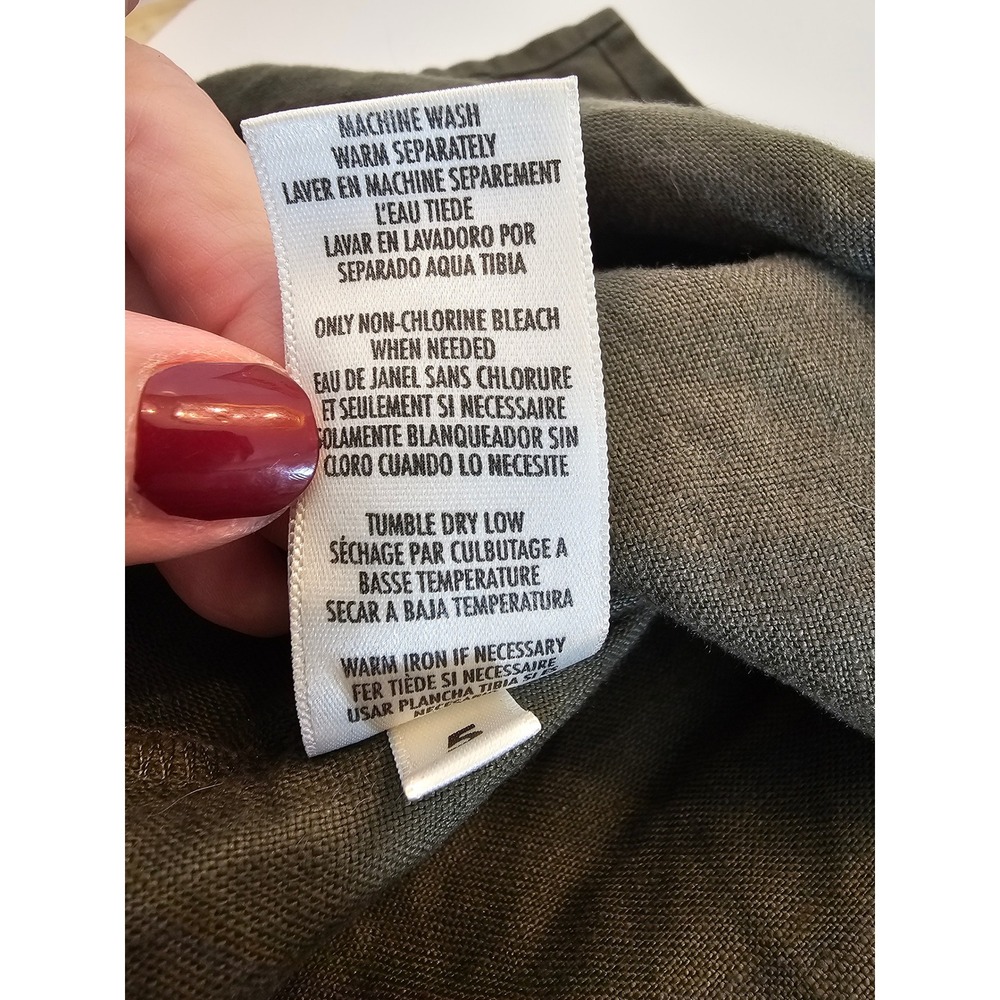 MACHINE WASH
WARM SEPARATELY
LAVER EN MACHINE SEPAREMENT
L'EAU TIEDE
LAVAR EN LAVADORO POR
SEPARADO AQUA TIBIA
ONLY NON-CHLORINE BLEACH
WHEN NEEDED
EAU DE JANEL SANS CHLORURE
ET SEULEMENT SI NECESSAIRE
SOLAMENTE BLANQUEADOR SIN
CLORO CUANDO LO NECESITE
TUMBLE DRY LOW
SÉCHAGE PAR CULBUTAGE A
BASSE TEMPERATURE
SECAR A BAJA TEMPERATURA
WARM IRON IF NECESSARY
FER TIÈDE SI NECESSAIRE
USAR PLANCHA TIBIA SI ES